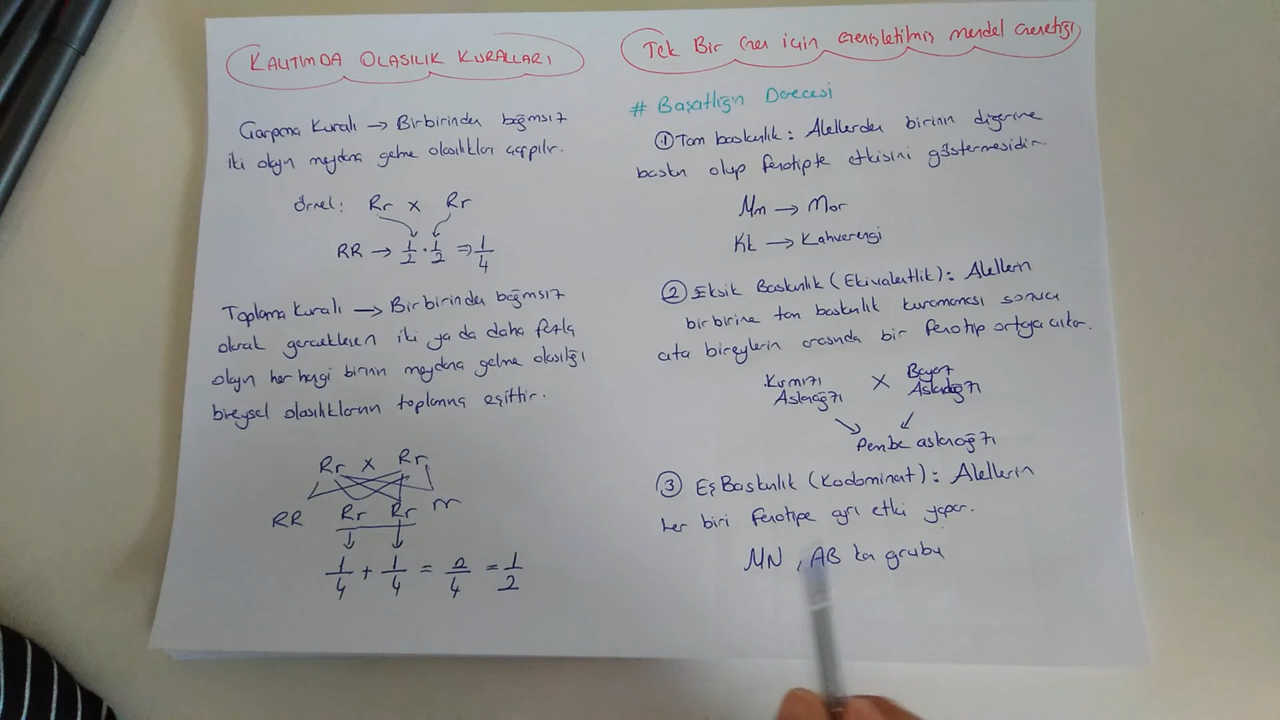 KALITIMDA OLASILIK KURALLARI
Çarpma Kuralı → Birbirinden bağımsız
iki olayın meydana gelme olasılıkları çarpılır.
Örnek: Rr x Rr
RR → 1/2 · 1/2 ⇒ 1/4
Toplama Kuralı → Birbirinden bağımsız
olarak gerçekleşen iki ya da daha fazla
olayın her hangi birinin meydana gelme olasılığı
bireysel olasılıklarının toplamına eşittir.
Rr x Rr
RR Rr Rr rr
1/4 + 1/4 = 2/4 = 1/2
Tek Bir Gen için Genişletilmiş mendel Genetiği
# Başatlığın Derecesi
① Tam baskınlık : Alellerden birinin diğerine
baskın olup fenotipte etkisini göstermesidir.
Mm → Mor
Kk → Kahverengi
② Eksik Baskınlık (Ekivalentlik) : Alellerin
birbirine tam baskınlık kuramaması sonucu
ata bireylerin arasında bir fenotip ortaya çıkar.
Kırmızı Aslanağzı X Beyaz Aslanağzı
Pembe aslanağzı
③ Eş Baskınlık (Kodominant) : Alellerin
her biri fenotipe ayrı etki yapar.
MN , AB kan grubu